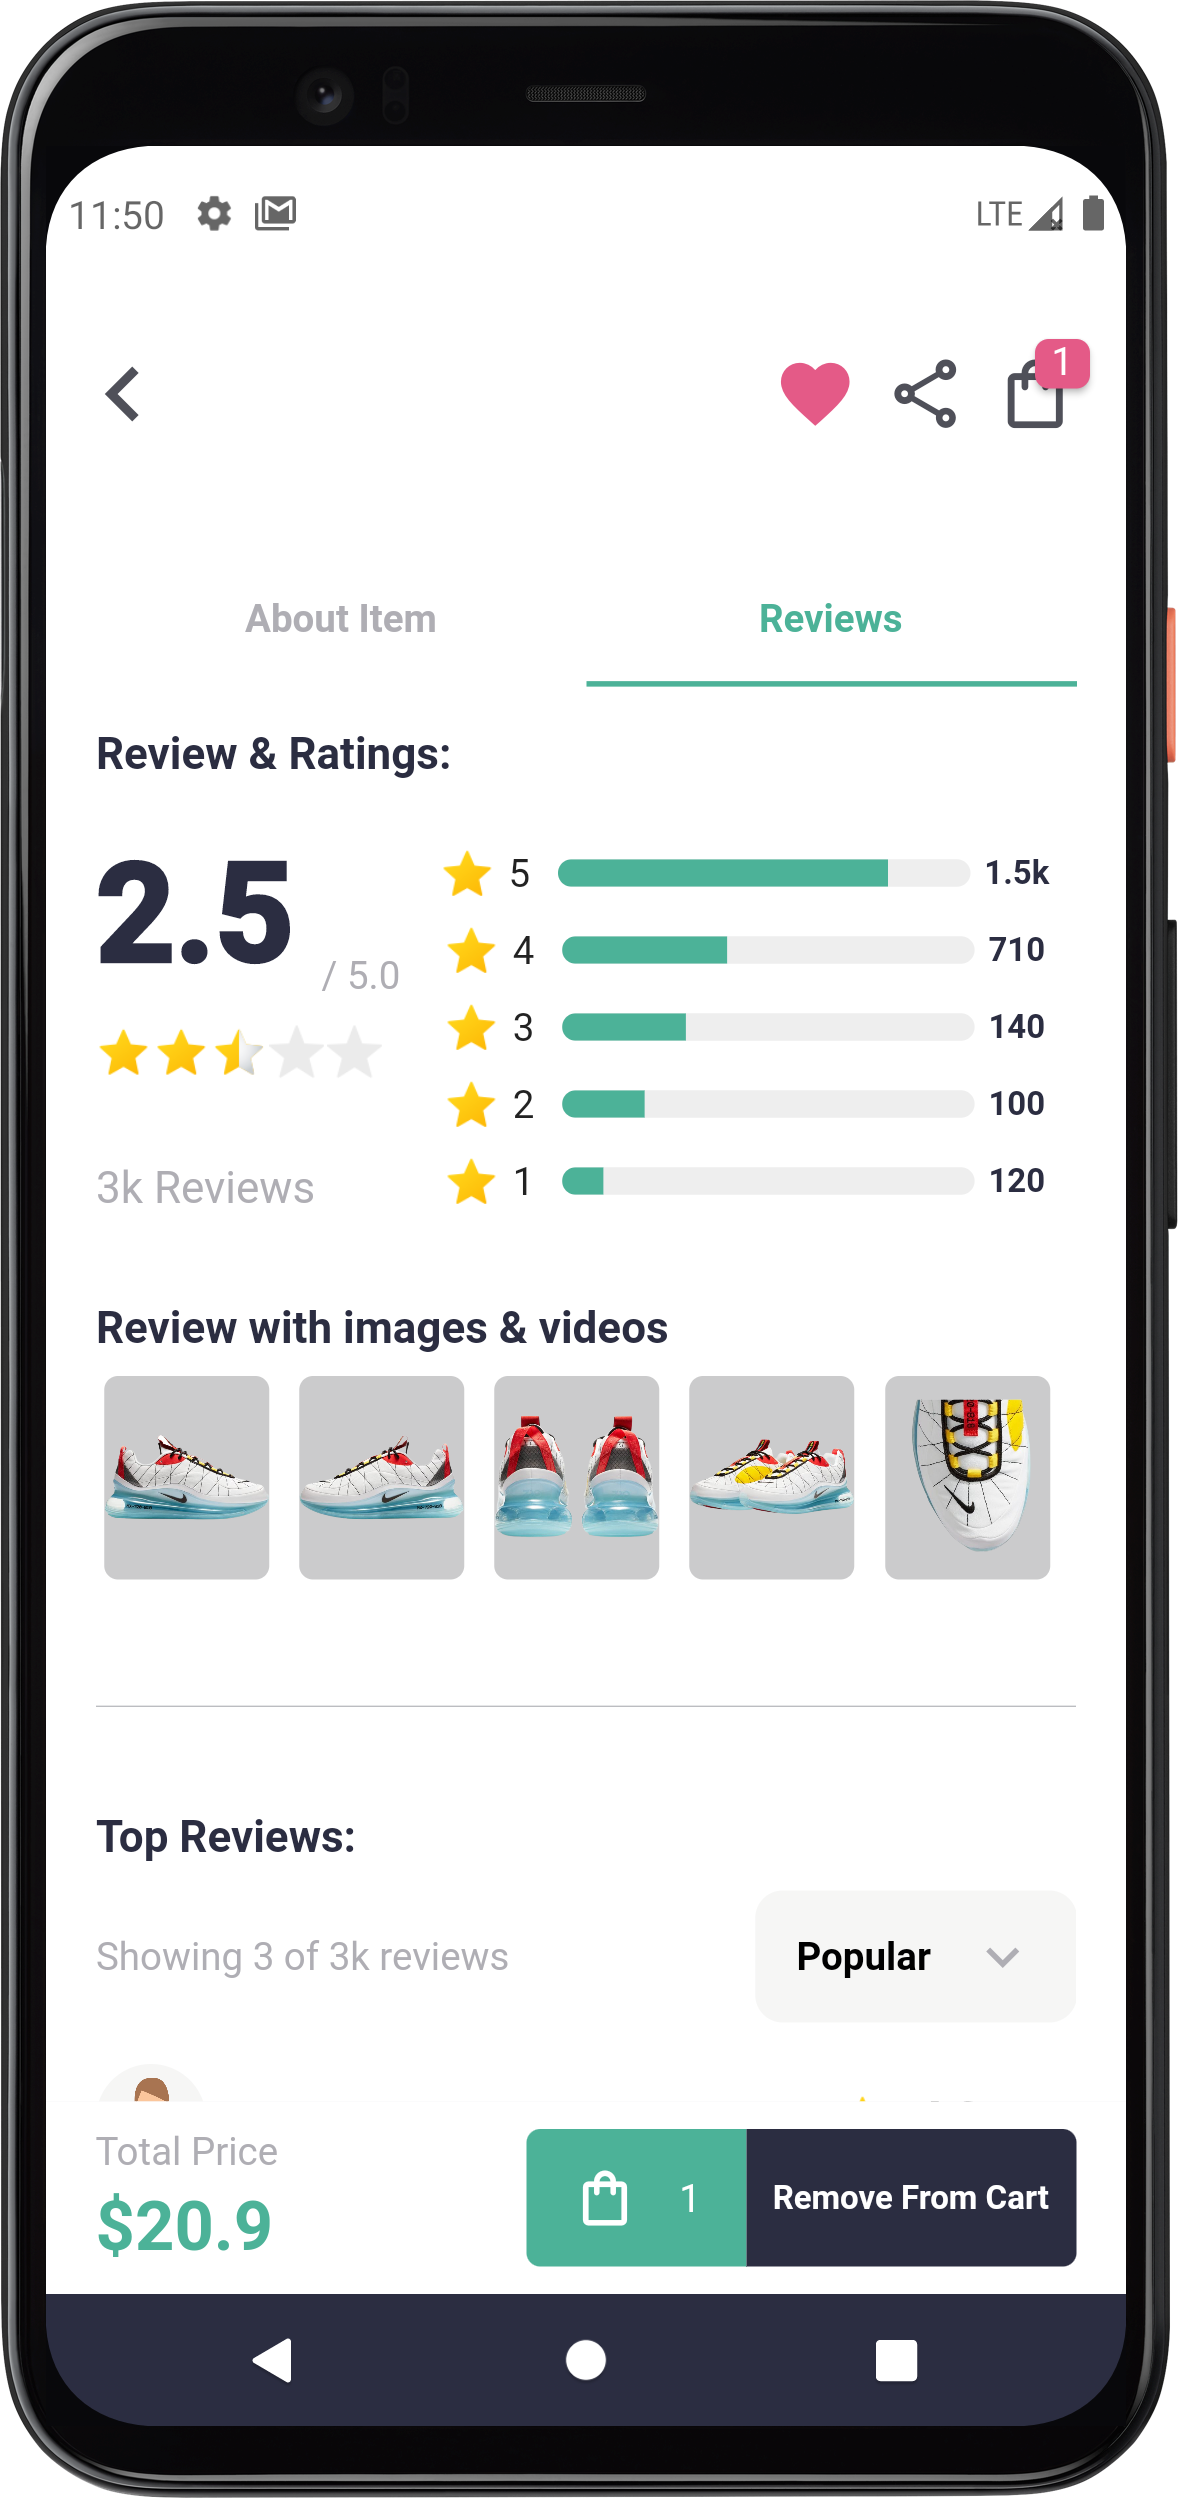 11:50 LTE
1
About Item Reviews
Review & Ratings:
2.5 / 5.0
5 1.5k
4 710
3 140
2 100
1 120
3k Reviews
Review with images & videos
Top Reviews:
Showing 3 of 3k reviews
Popular
Total Price
$20.9
1 Remove From Cart